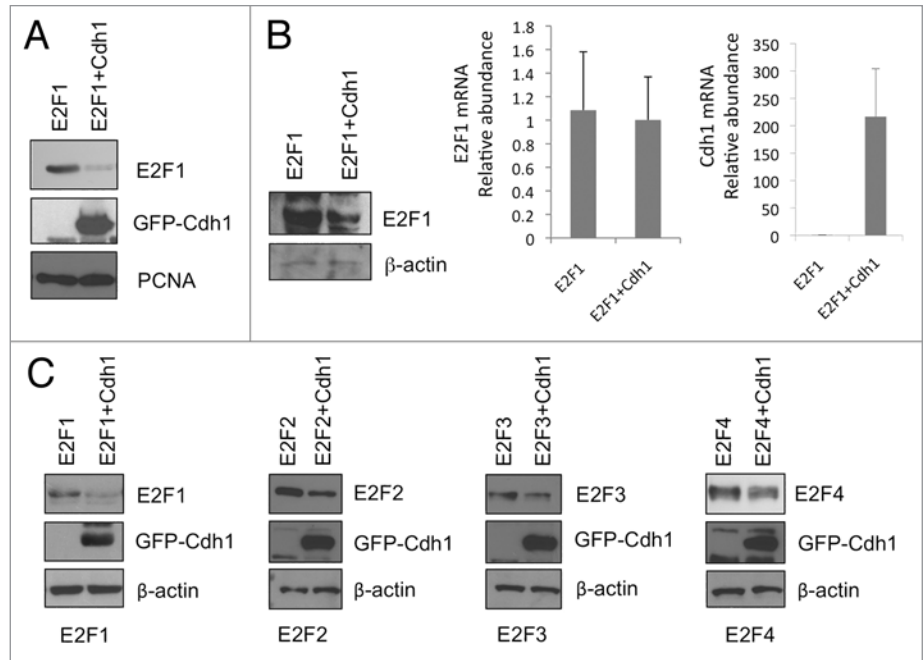 A
E2F1
E2F1+Cdh1
E2F1
GFP-Cdh1
PCNA
B
E2F1
E2F1+Cdh1
E2F1
β-actin
E2F1 mRNA
Relative abundance
1.8
1.6
1.4
1.2
1
0.8
0.6
0.4
0.2
0
E2F1
E2F1+Cdh1
Cdh1 mRNA
Relative abundance
350
300
250
200
150
100
50
0
E2F1
E2F1+Cdh1
C
E2F1
E2F1+Cdh1
E2F1
GFP-Cdh1
β-actin
E2F1
E2F2
E2F2+Cdh1
E2F2
GFP-Cdh1
β-actin
E2F2
E2F3
E2F3+Cdh1
E2F3
GFP-Cdh1
β-actin
E2F3
E2F4
E2F4+Cdh1
E2F4
GFP-Cdh1
β-actin
E2F4